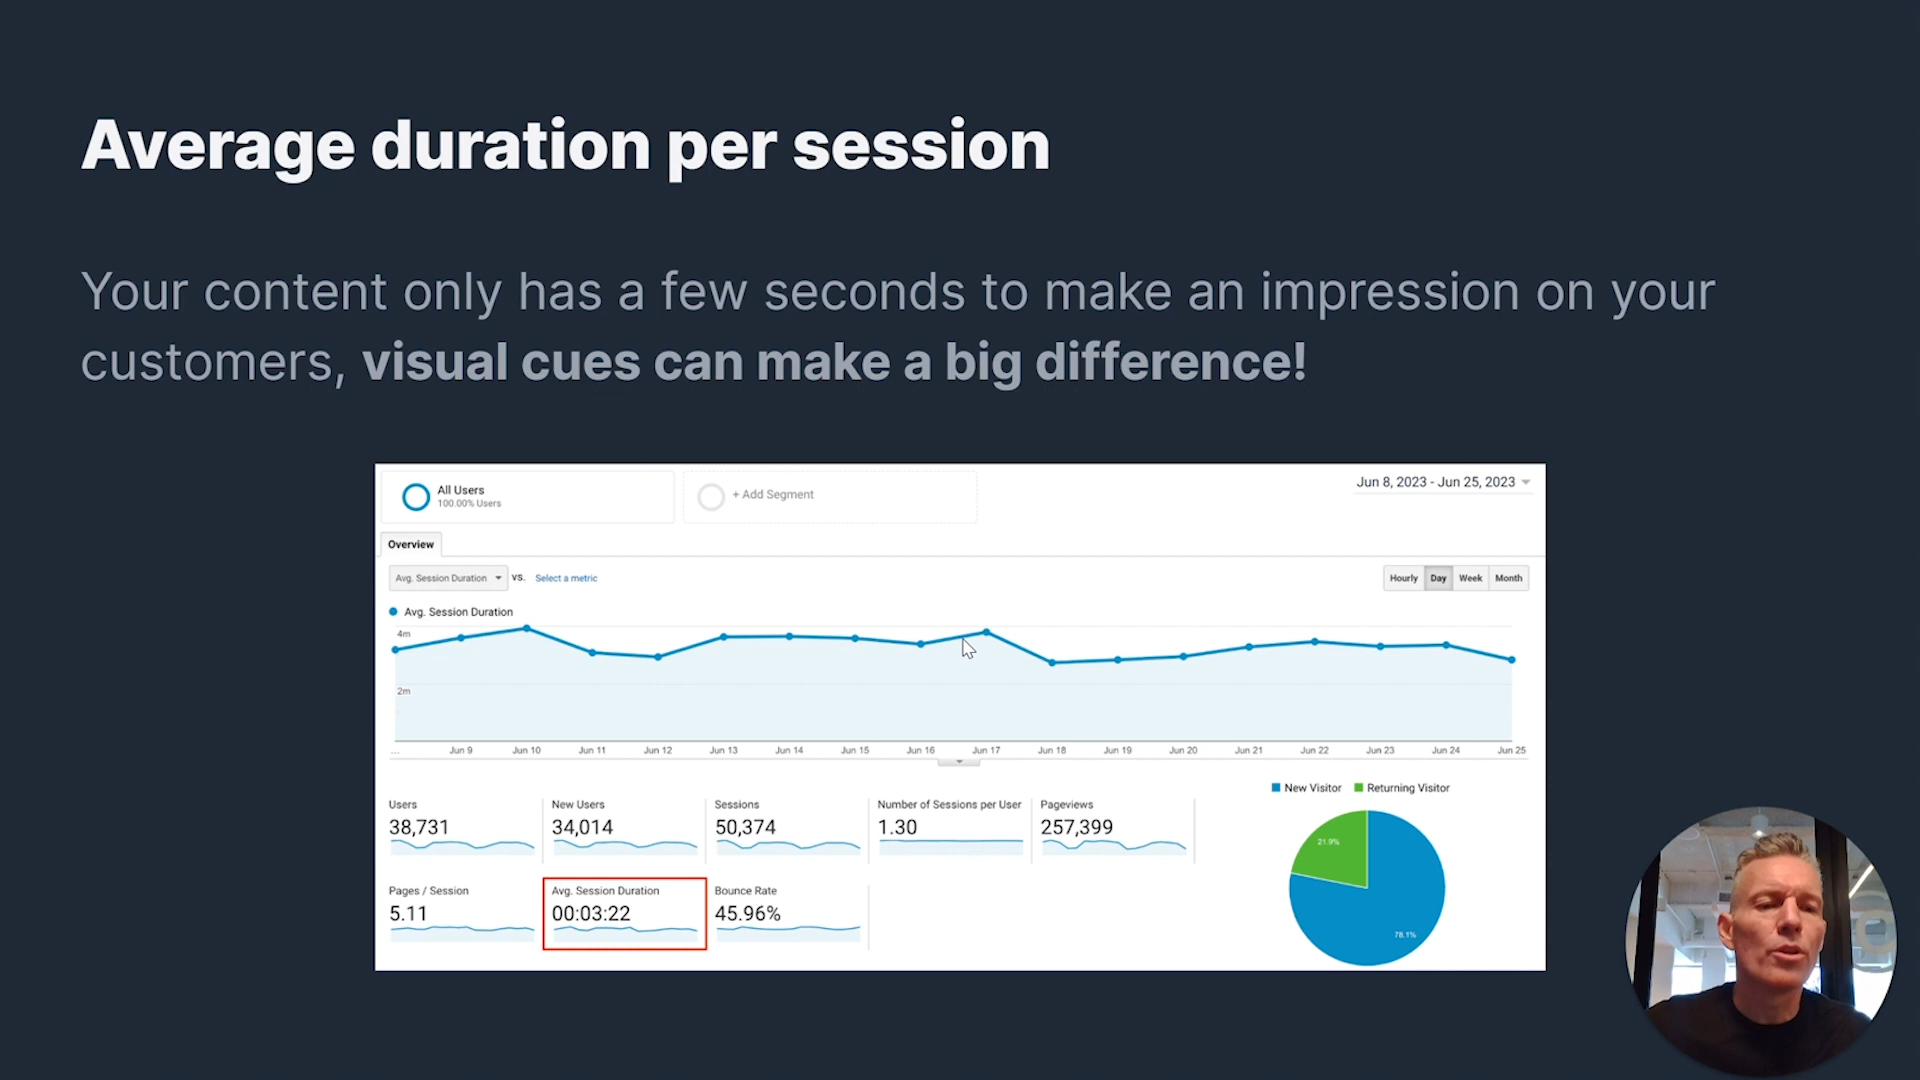 Average duration per session
Your content only has a few seconds to make an impression on your
customers, visual cues can make a big difference!
All Users
100.00% Users
+ Add Segment
Jun 8, 2023 - Jun 25, 2023
Overview
Avg. Session Duration vs. Select a metric
Hourly Day Week Month
Avg. Session Duration
4m
2m
... Jun 9 Jun 10 Jun 11 Jun 12 Jun 13 Jun 14 Jun 15 Jun 16 Jun 17 Jun 18 Jun 19 Jun 20 Jun 21 Jun 22 Jun 23 Jun 24 Jun 25
New Visitor Returning Visitor
Users New Users Sessions Number of Sessions per User Pageviews
38,731 34,014 50,374 1.30 257,399
21.9%
Pages / Session Avg. Session Duration Bounce Rate
5.11 00:03:22 45.96%
78.1%